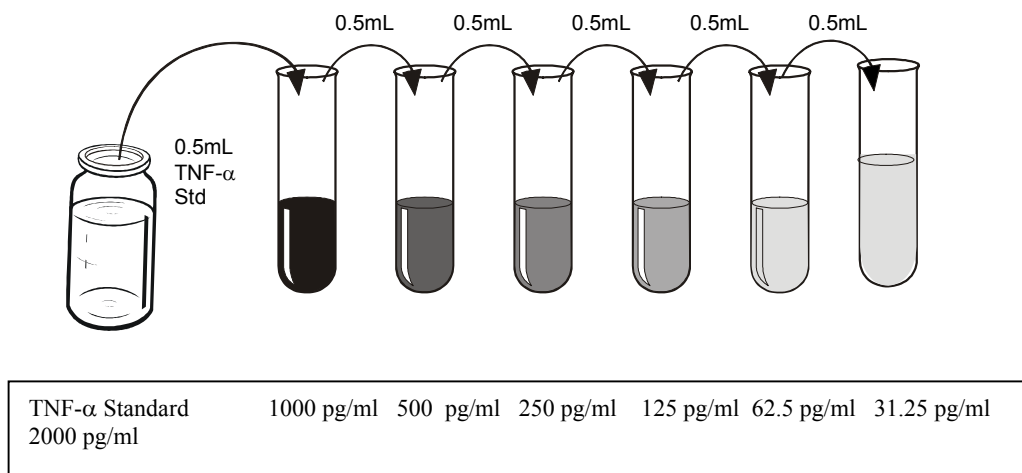 0.5mL 0.5mL 0.5mL 0.5mL 0.5mL
0.5mL
TNF-α
Std
TNF-α Standard 1000 pg/ml 500 pg/ml 250 pg/ml 125 pg/ml 62.5 pg/ml 31.25 pg/ml
2000 pg/ml